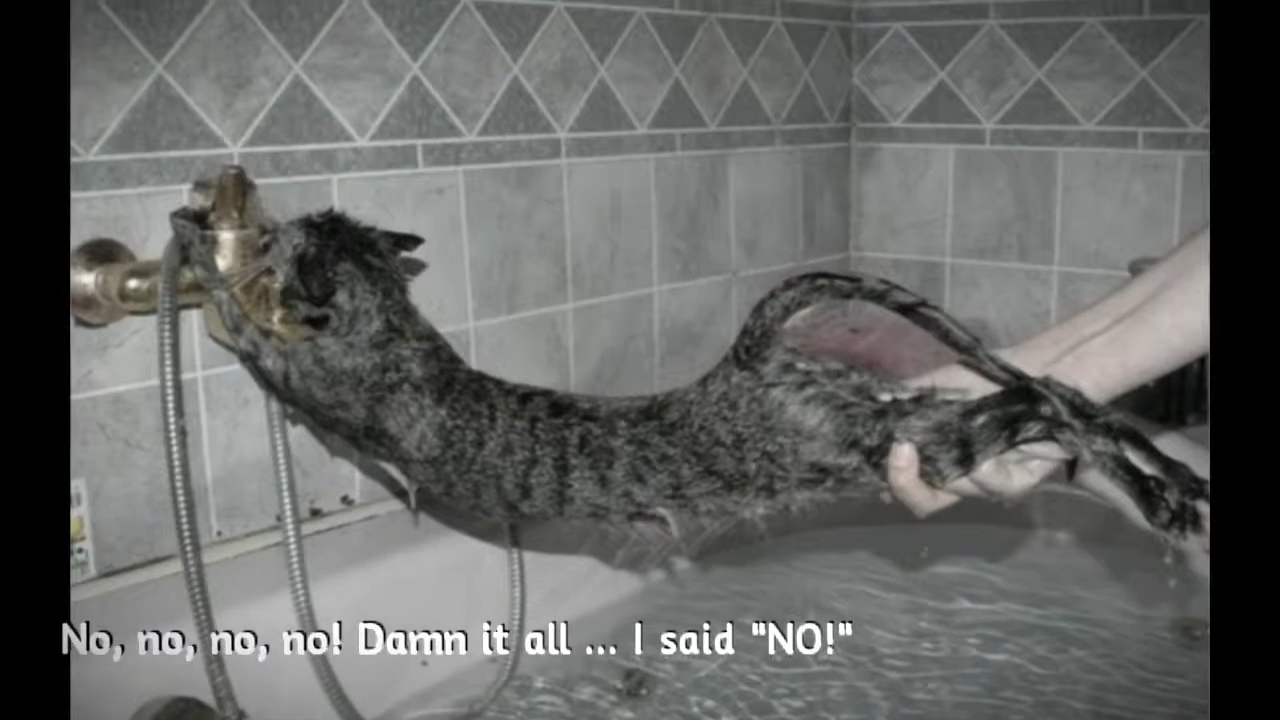 No, no, no, no! Damn it all ... I said "NO!"